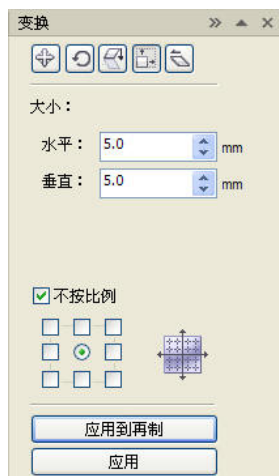 变换
大小：
水平： 5.0 mm
垂直： 5.0 mm
不按比例
应用到再制
应用